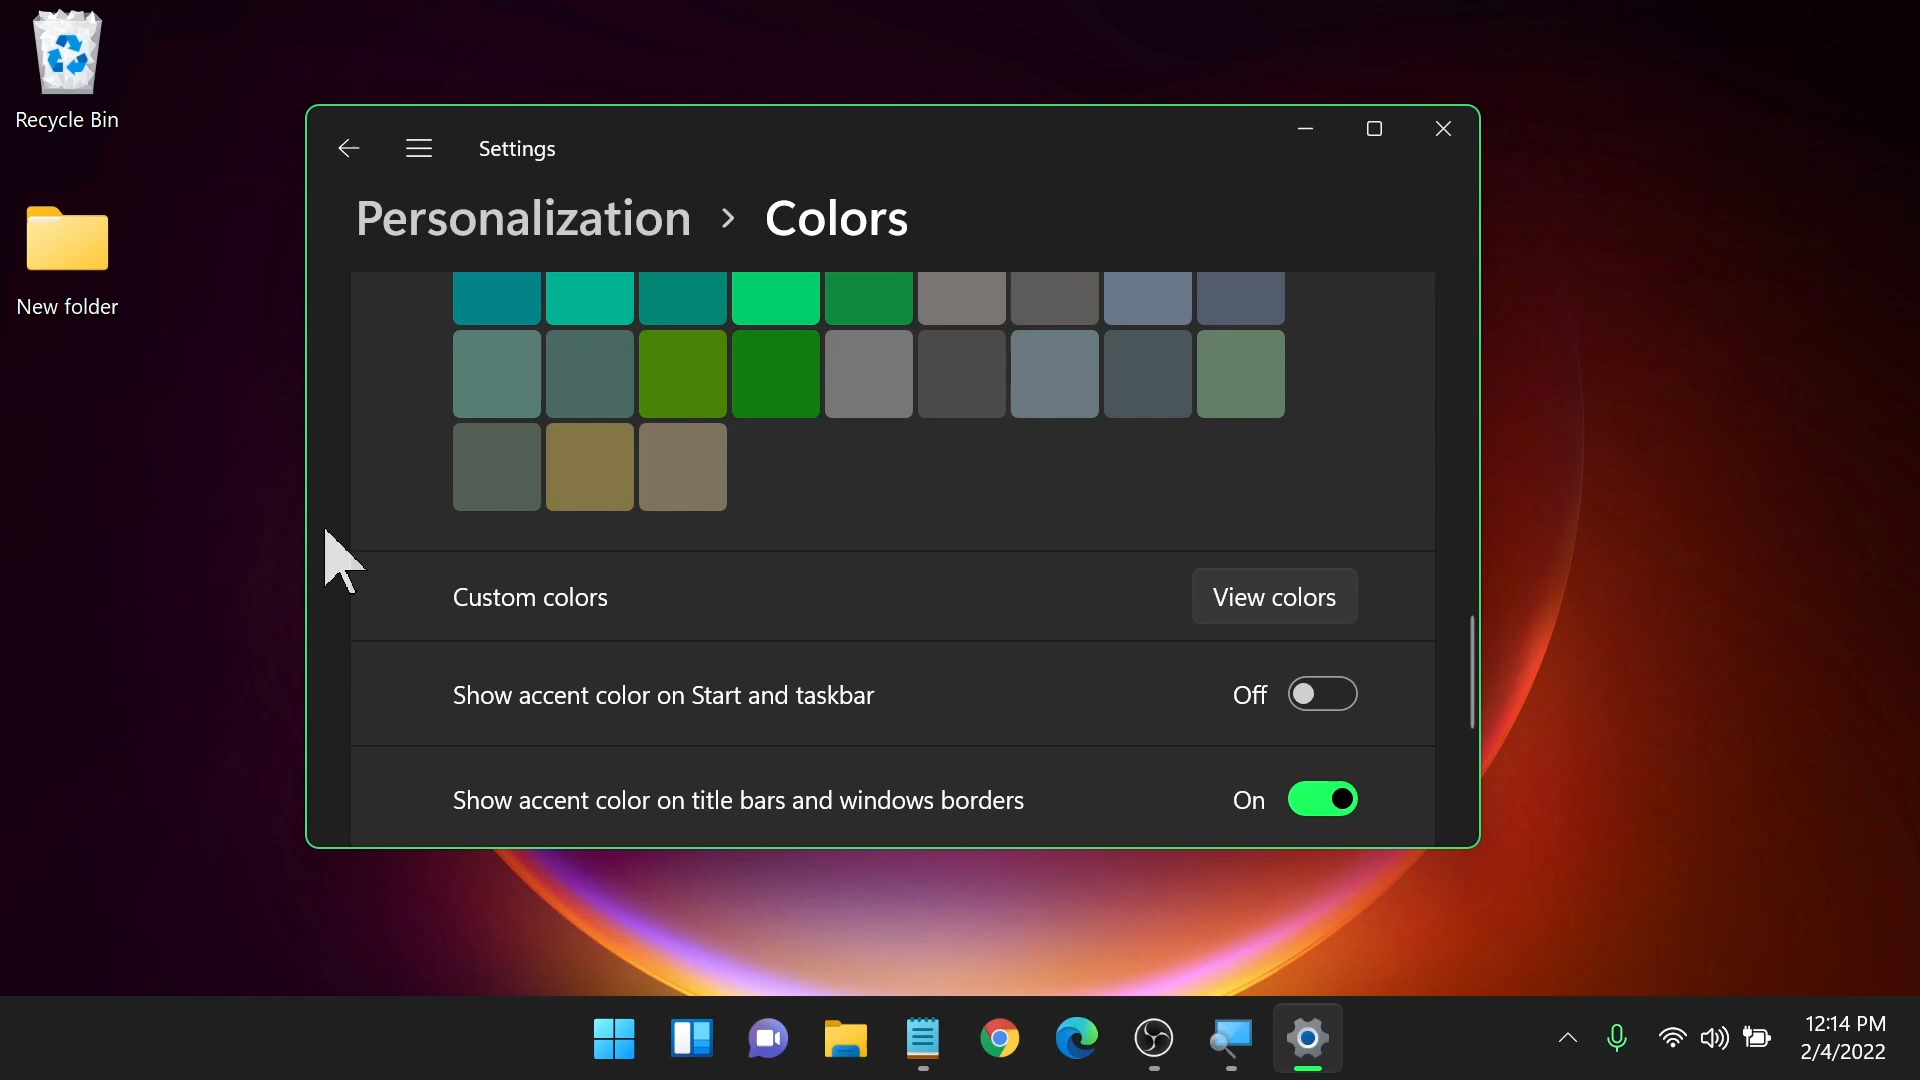 Recycle Bin
New folder
Settings
Personalization > Colors
Custom colors
View colors
Show accent color on Start and taskbar
Off
Show accent color on title bars and windows borders
On
12:14 PM
2/4/2022